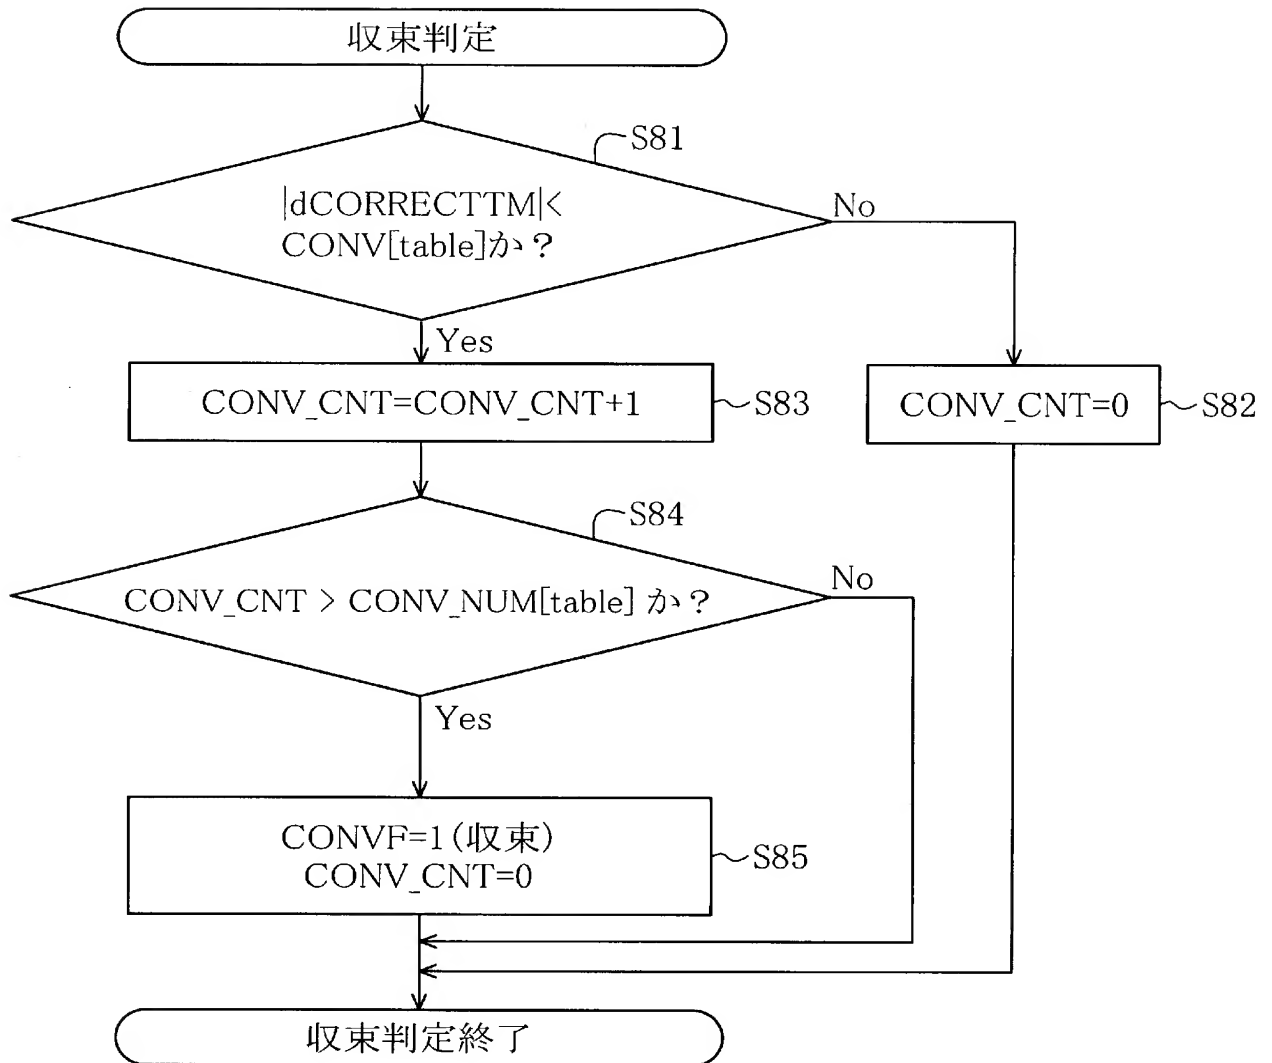 収束判定
S81
|dCORRECTTM|<
CONV[table]か？
No
Yes
CONV_CNT=CONV_CNT+1
S83
CONV_CNT=0
S82
S84
CONV_CNT > CONV_NUM[table] か？
No
Yes
CONVF=1(収束)
CONV_CNT=0
S85
収束判定終了